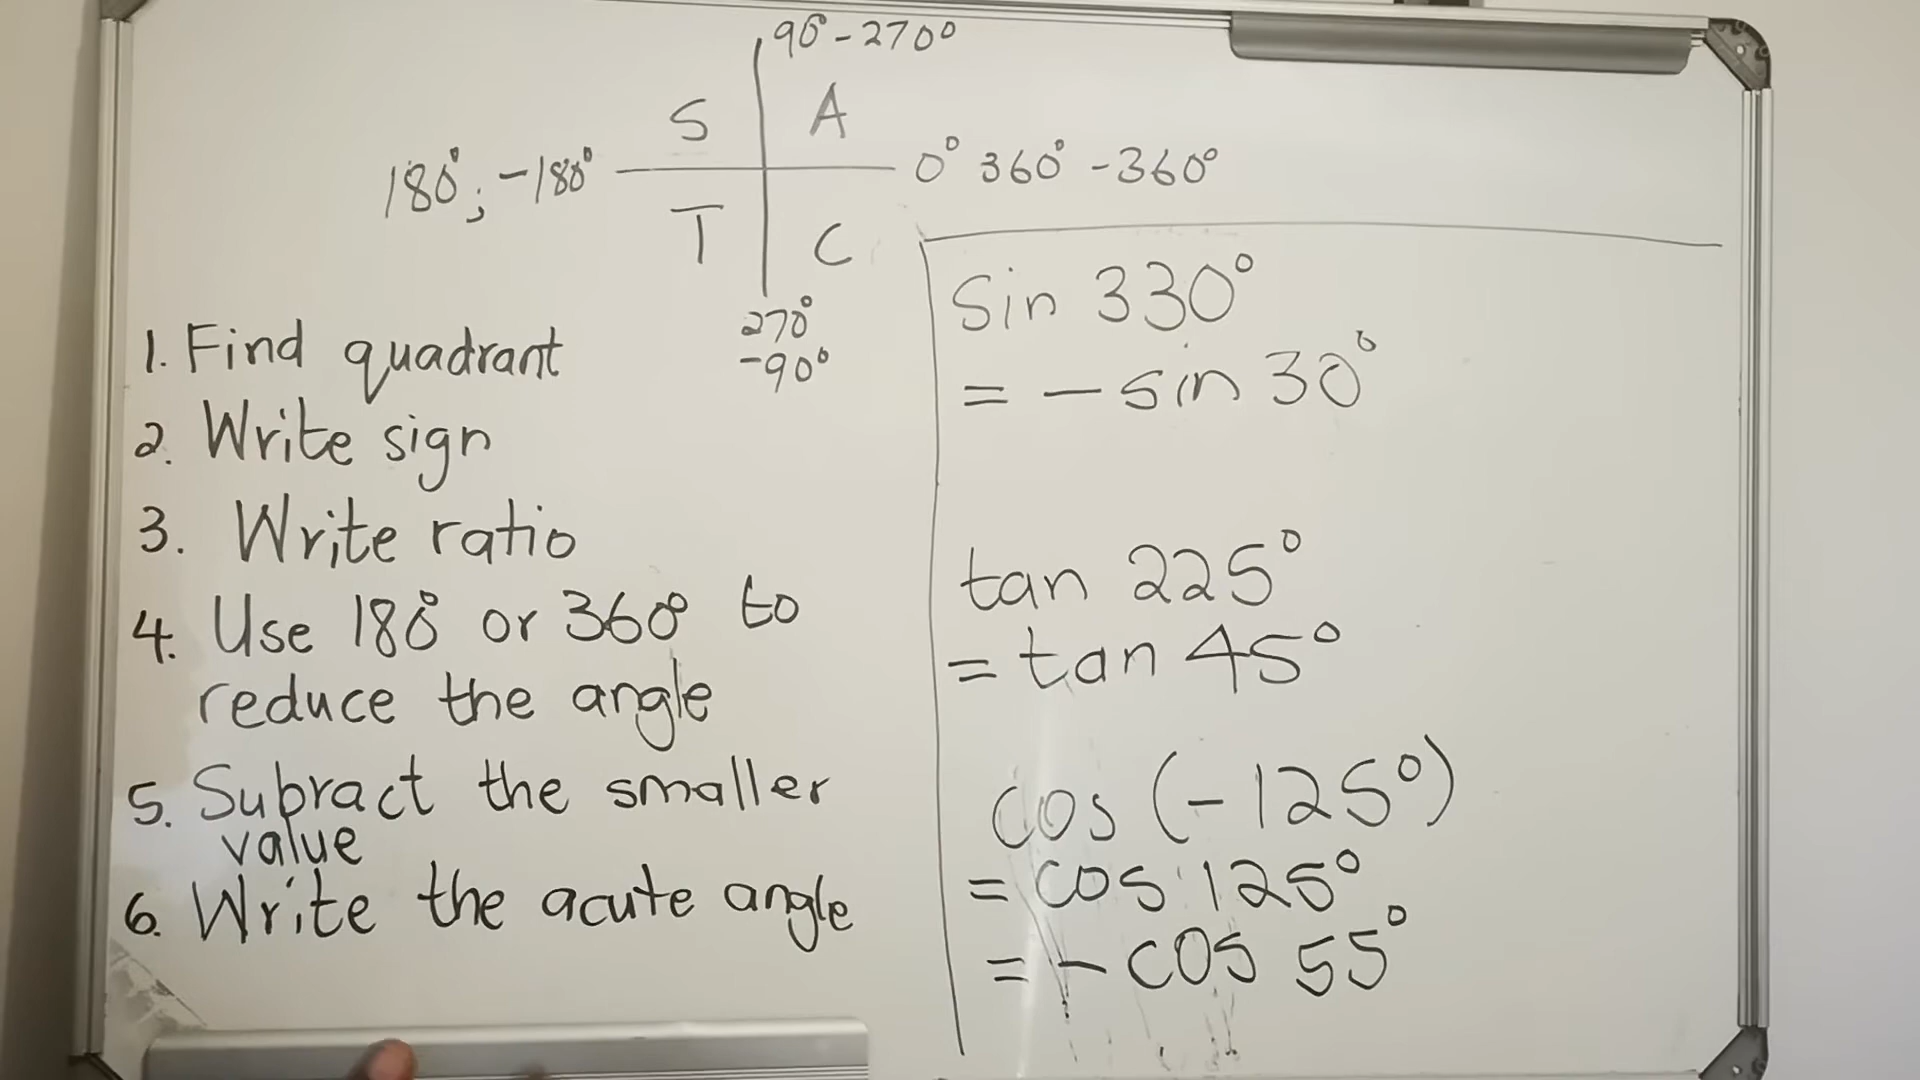 90° -270°
S A
180°; -180° 0° 360° -360°
T C
270°
-90°
1. Find quadrant
2. Write sign
3. Write ratio
4. Use 180° or 360° to
reduce the angle
5. Subract the smaller
value
6. Write the acute angle
Sin 330°
= - sin 30°
tan 225°
= tan 45°
cos (-125°)
= cos 125°
= - cos 55°